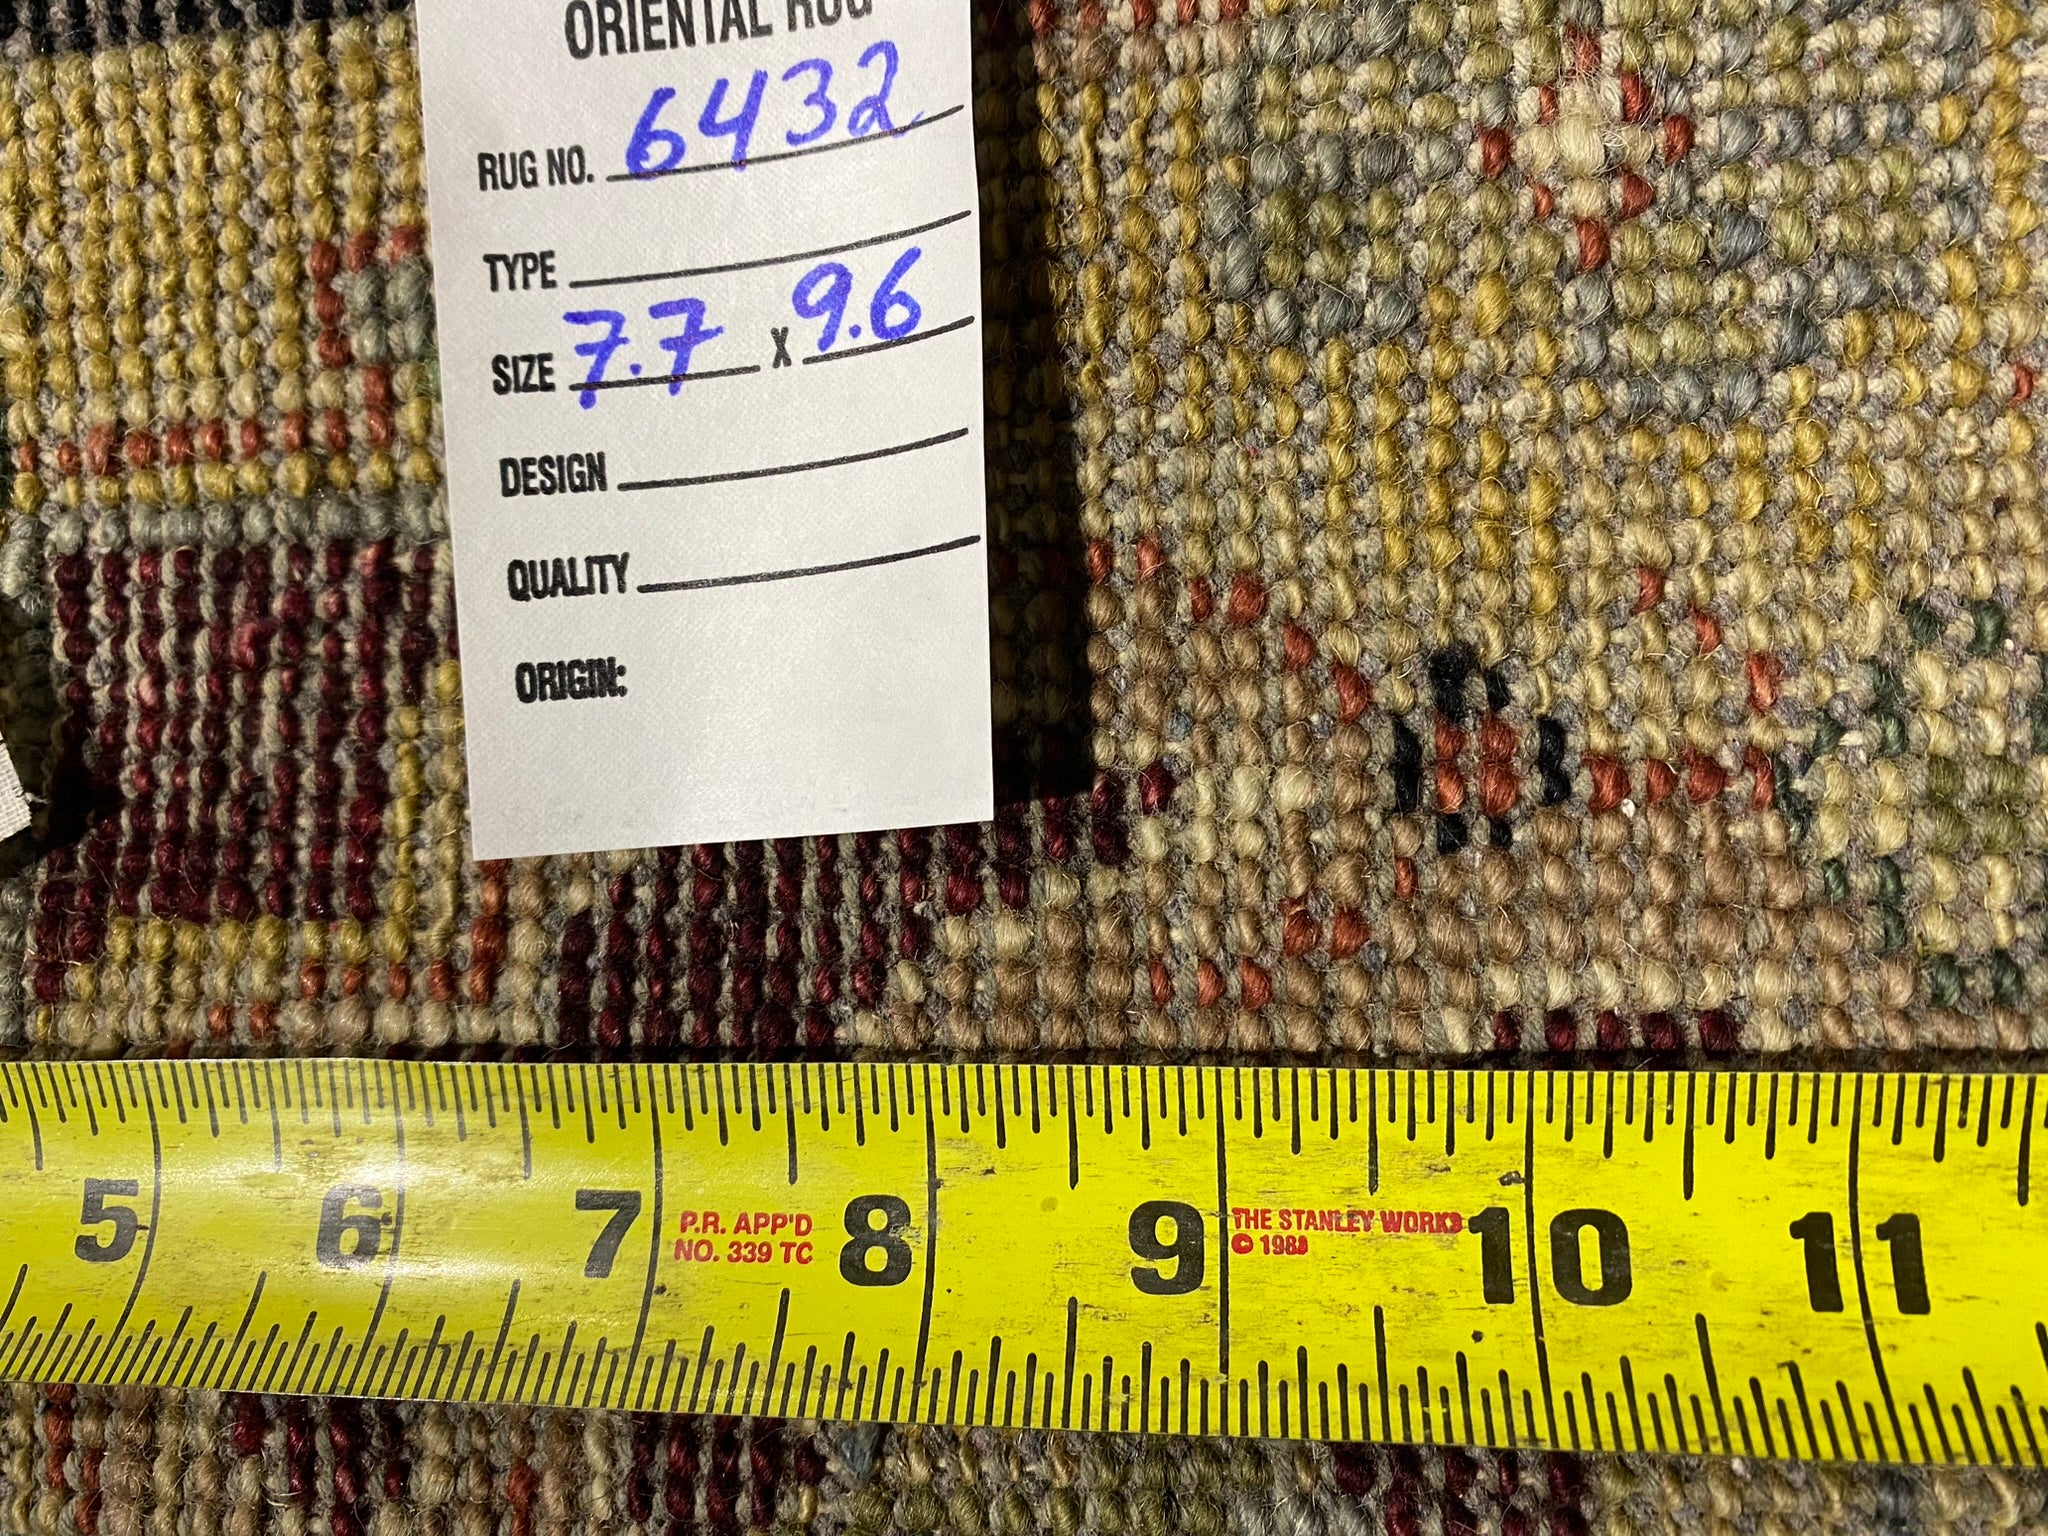 ORIENTAL RUG
RUG NO. 6432
TYPE
SIZE 7.7 X 9.6
DESIGN
QUALITY
ORIGIN:
5 6 7 8 9 10 11
P.R. APP'D
NO. 339 TC
THE STANLEY WORKS
© 1988